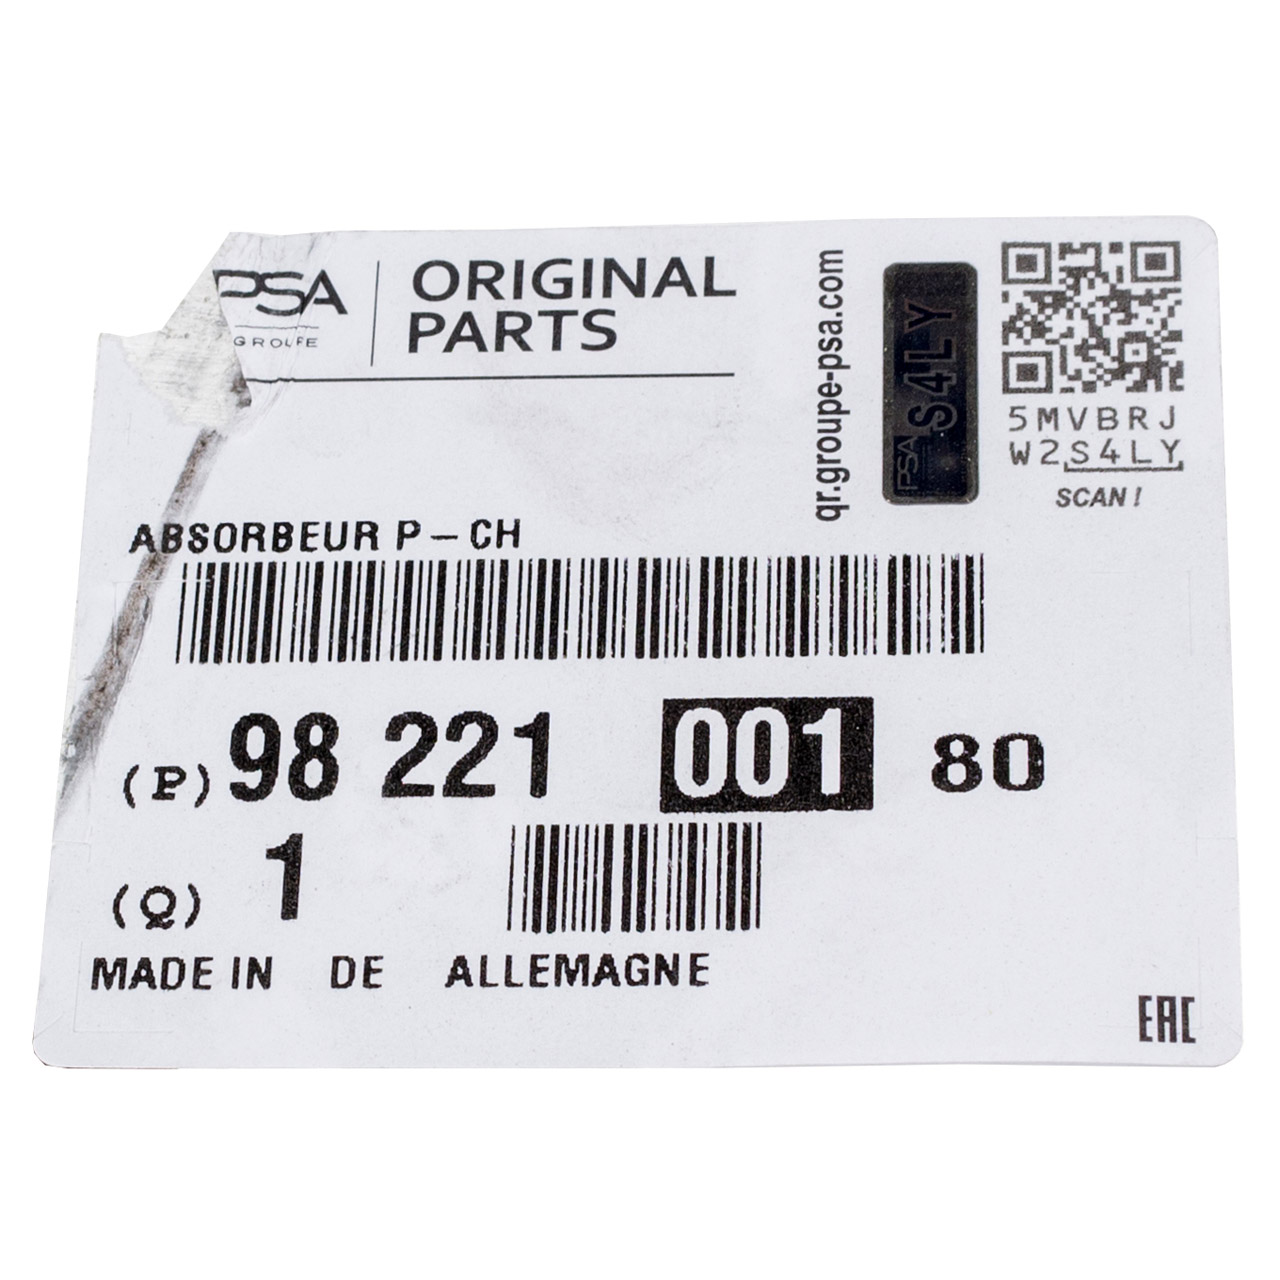 PSA
GROUPE
ORIGINAL
PARTS
qr.groupe-psa.com
PSA S4LY
5MVBRJ
W2S4LY
SCAN!
ABSORBEUR P-CH
(P) 98 221 001 80
(Q) 1
MADE IN DE ALLEMAGNE
EAC